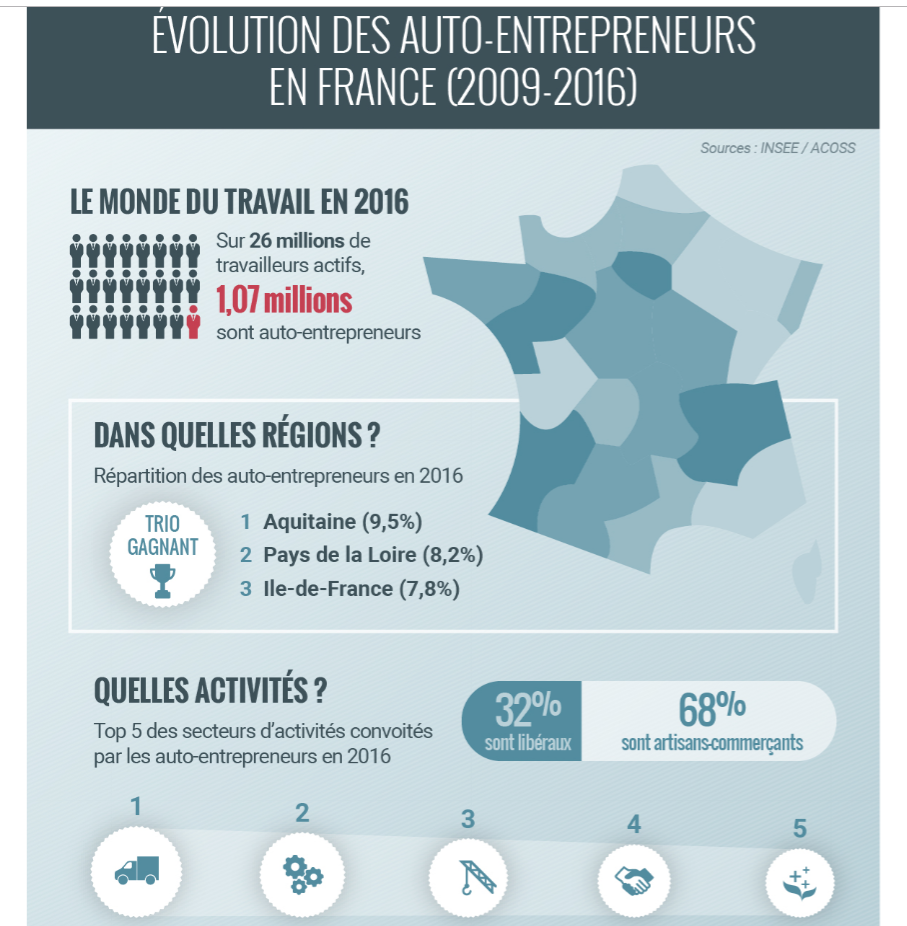 ÉVOLUTION DES AUTO-ENTREPRENEURS
EN FRANCE (2009-2016)
Sources : INSEE / ACOSS
LE MONDE DU TRAVAIL EN 2016
Sur 26 millions de
travailleurs actifs,
1,07 millions
sont auto-entrepreneurs
DANS QUELLES RÉGIONS ?
Répartition des auto-entrepreneurs en 2016
TRIO
GAGNANT
1 Aquitaine (9,5%)
2 Pays de la Loire (8,2%)
3 Ile-de-France (7,8%)
QUELLES ACTIVITÉS ?
Top 5 des secteurs d'activités convoités
par les auto-entrepreneurs en 2016
32%
sont libéraux
68%
sont artisans-commerçants
1
2
3
4
5